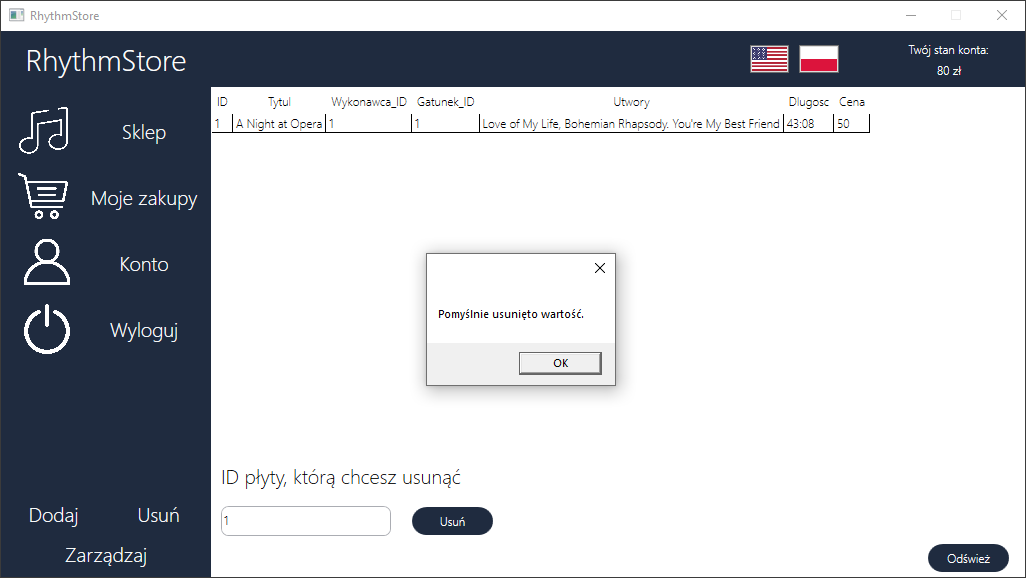 RhythmStore
RhythmStore
Twój stan konta:
80 zł
Sklep
Moje zakupy
Konto
Wyloguj
Dodaj Usuń
Zarządzaj
ID Tytul Wykonawca_ID Gatunek_ID Utwory Dlugosc Cena
1 A Night at Opera 1 1 Love of My Life, Bohemian Rhapsody. You're My Best Friend 43:08 50
Pomyślnie usunięto wartość.
OK
ID płyty, którą chcesz usunąć
1 Usuń
Odśwież